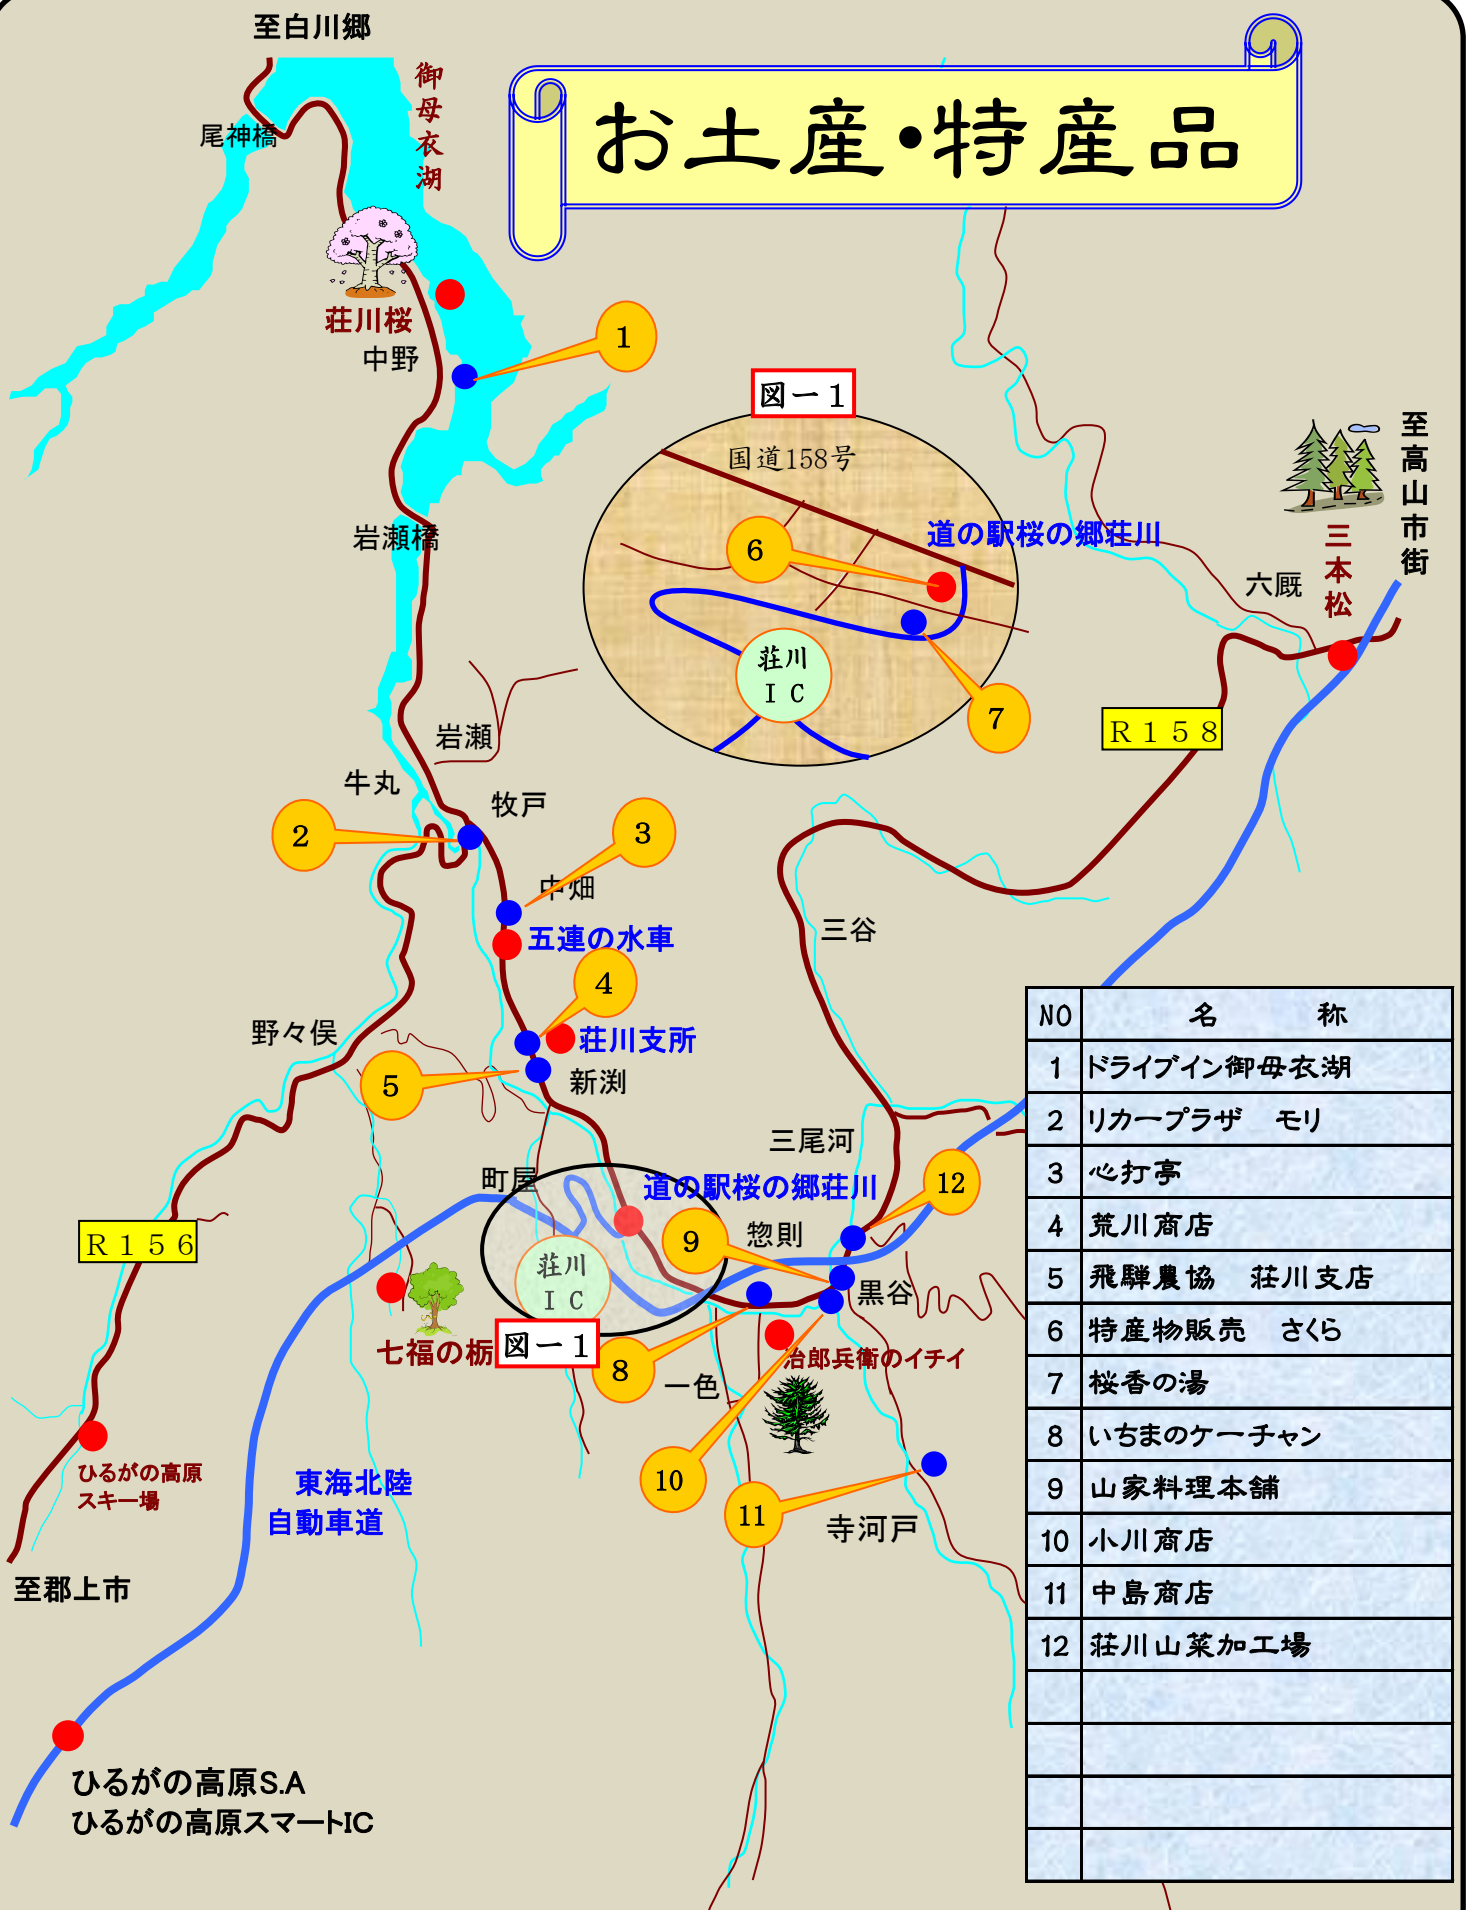 至白川郷
御母衣湖
お土産・特産品
尾神橋
荘川桜
中野
1
図ー1
国道158号
道の駅桜の郷荘川
6
荘川
ＩＣ
7
至高山市街
三本松
六厩
Ｒ１５８
岩瀬橋
岩瀬
牛丸
牧戸
2
3
中畑
五連の水車
4
荘川支所
5
新渕
野々俣
三谷
三尾河
町屋
道の駅桜の郷荘川
12
9
惣則
黒谷
Ｒ１５６
荘川
ＩＣ
図ー1
七福の栃
8
治郎兵衛のイチイ
一色
10
11
寺河戸
ひるがの高原
スキー場
東海北陸
自動車道
至郡上市
ひるがの高原S.A
ひるがの高原スマートIC
NO 名　称
1 ドライブイン御母衣湖
2 リカープラザ　モリ
3 心打亭
4 荒川商店
5 飛騨農協　荘川支店
6 特産物販売　さくら
7 桜香の湯
8 いちまのケーチャン
9 山家料理本舗
10 小川商店
11 中島商店
12 荘川山菜加工場